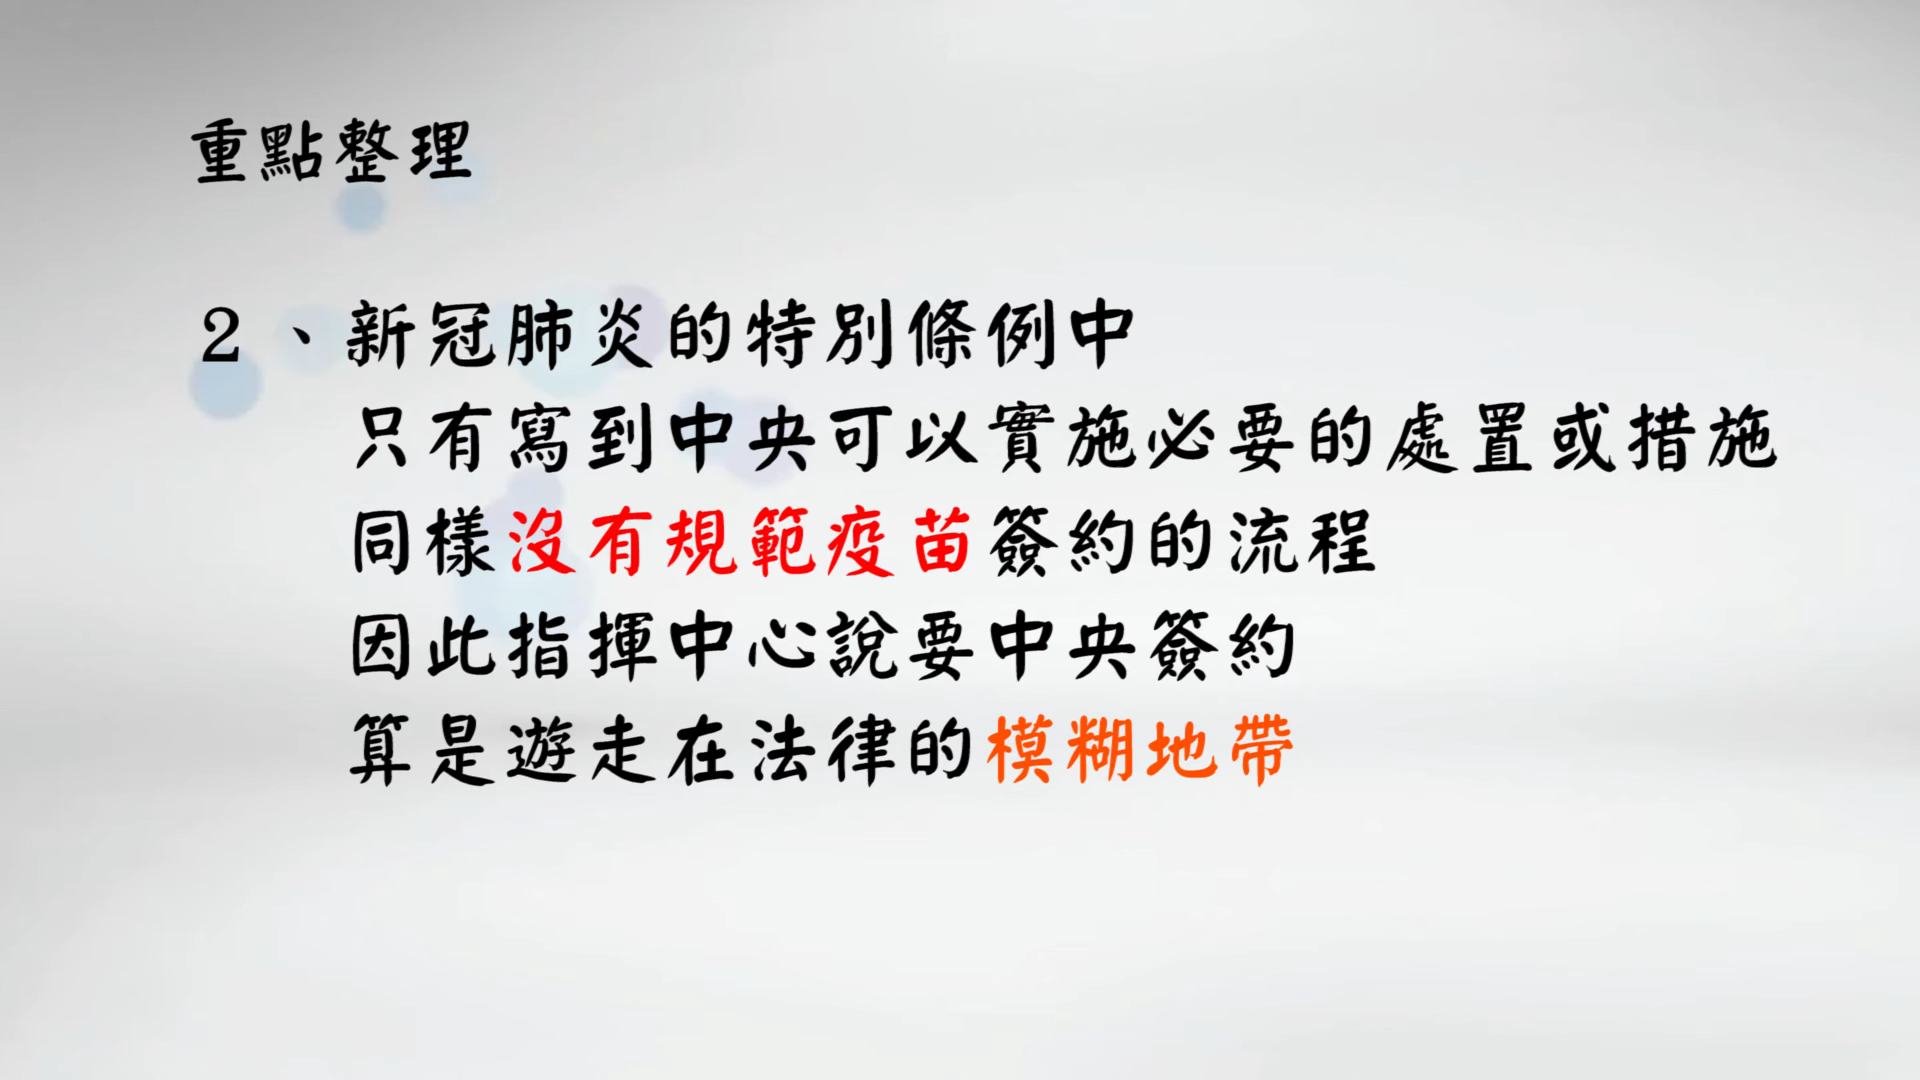 重點整理
2、新冠肺炎的特別條例中
只有寫到中央可以實施必要的處置或措施
同樣沒有規範疫苗簽約的流程
因此指揮中心說要中央簽約
算是遊走在法律的模糊地帶